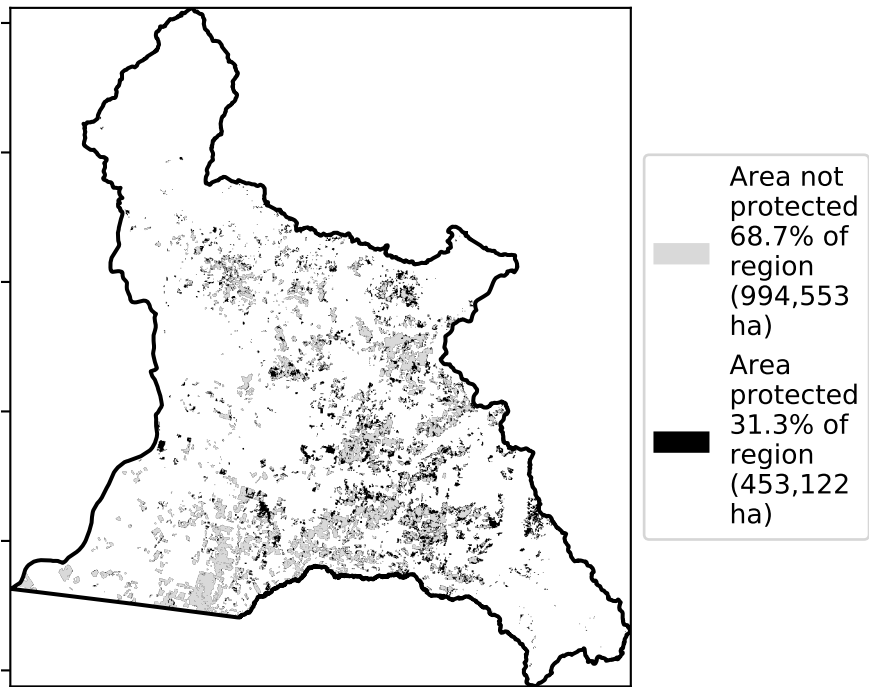 Area not
protected
68.7% of
region
(994,553
ha)
Area
protected
31.3% of
region
(453,122
ha)